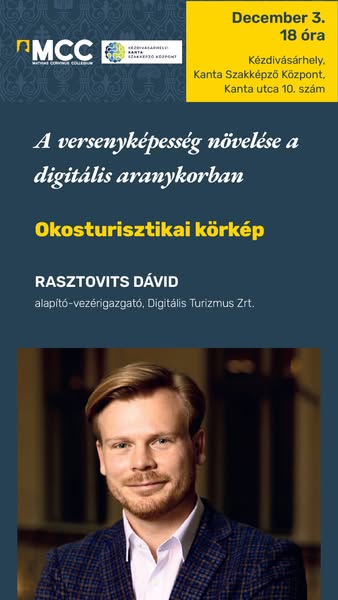 MCC
MATHIAS CORVINUS COLLEGIUM
KÉZDIVÁSÁRHELYI
KANTA
SZAKKÉPZŐ KÖZPONT
December 3.
18 óra
Kézdivásárhely,
Kanta Szakképző Központ,
Kanta utca 10. szám
A versenyképesség növelése a
digitális aranykorban
Okosturisztikai körkép
RASZTOVITS DÁVID
alapító-vezérigazgató, Digitális Turizmus Zrt.